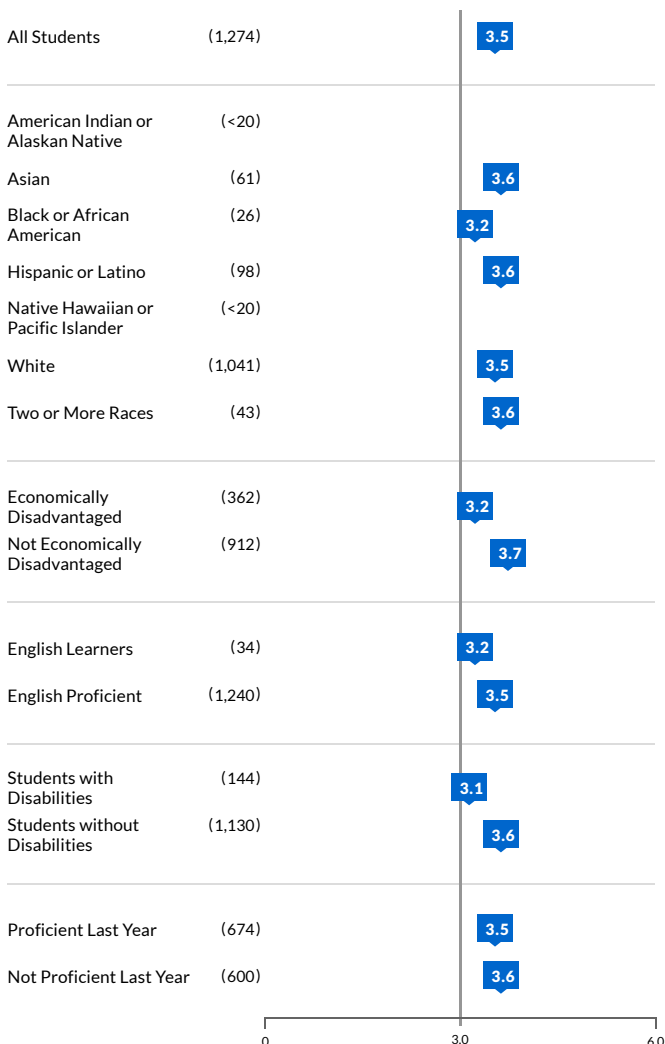 All Students (1,274) 3.5
American Indian or (<20)
Alaskan Native
Asian (61) 3.6
Black or African (26) 3.2
American
Hispanic or Latino (98) 3.6
Native Hawaiian or (<20)
Pacific Islander
White (1,041) 3.5
Two or More Races (43) 3.6
Economically (362) 3.2
Disadvantaged
Not Economically (912) 3.7
Disadvantaged
English Learners (34) 3.2
English Proficient (1,240) 3.5
Students with (144) 3.1
Disabilities
Students without (1,130) 3.6
Disabilities
Proficient Last Year (674) 3.5
Not Proficient Last Year (600) 3.6
0 3.0 6.0